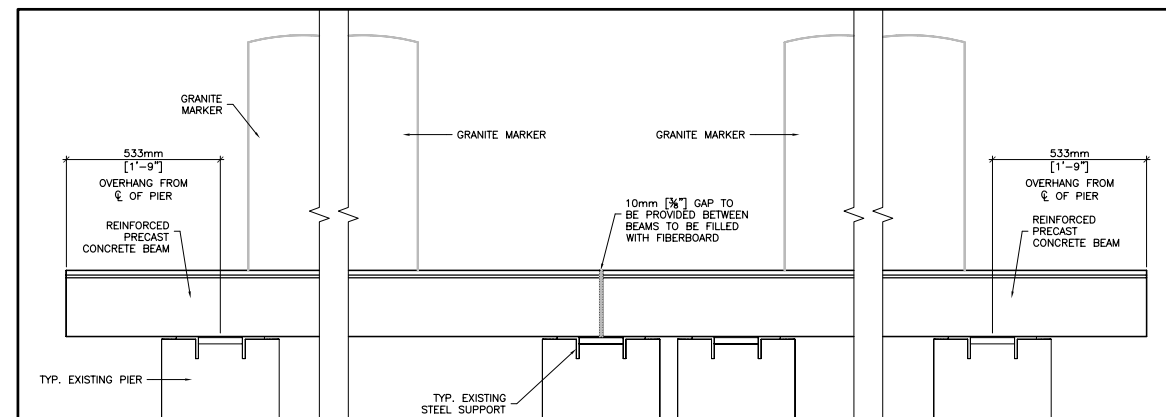 GRANITE
MARKER
GRANITE MARKER
GRANITE MARKER
533mm
[1'-9"]
OVERHANG FROM
℄ OF PIER
533mm
[1'-9"]
OVERHANG FROM
℄ OF PIER
10mm [⅜"] GAP TO
BE PROVIDED BETWEEN
BEAMS TO BE FILLED
WITH FIBERBOARD
REINFORCED
PRECAST
CONCRETE BEAM
REINFORCED
PRECAST
CONCRETE BEAM
TYP. EXISTING PIER
TYP. EXISTING
STEEL SUPPORT